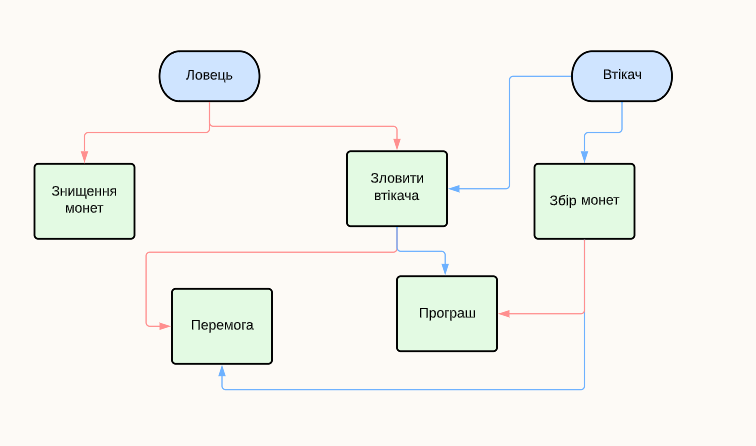 Ловець
Втікач
Знищення
монет
Зловити
втікача
Збір монет
Перемога
Програш